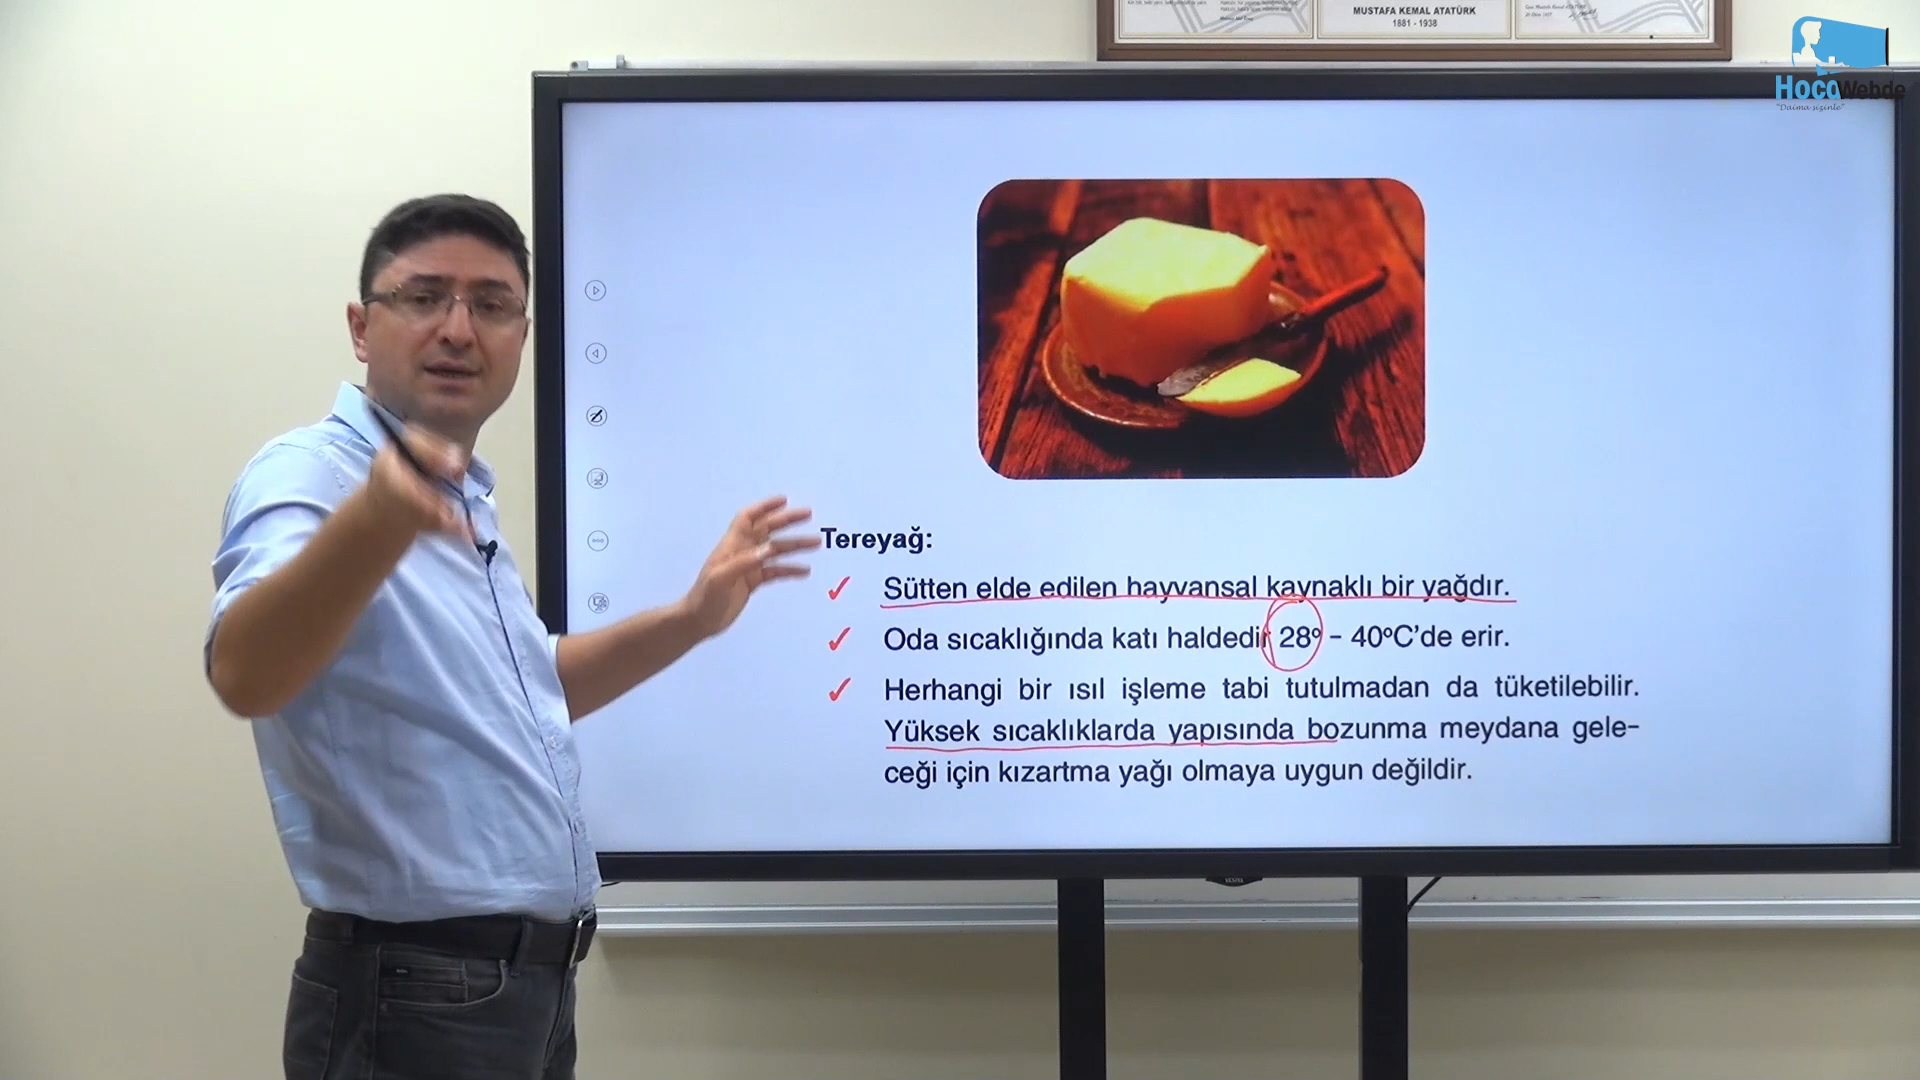 MUSTAFA KEMAL ATATÜRK
1881 - 1938
HocaWebde
"Daima sizinle"
Tereyağ:
✓ Sütten elde edilen hayvansal kaynaklı bir yağdır.
✓ Oda sıcaklığında katı haldedir 28º – 40ºC’de erir.
✓ Herhangi bir ısıl işleme tabi tutulmadan da tüketilebilir.
Yüksek sıcaklıklarda yapısında bozunma meydana gele–
ceği için kızartma yağı olmaya uygun değildir.